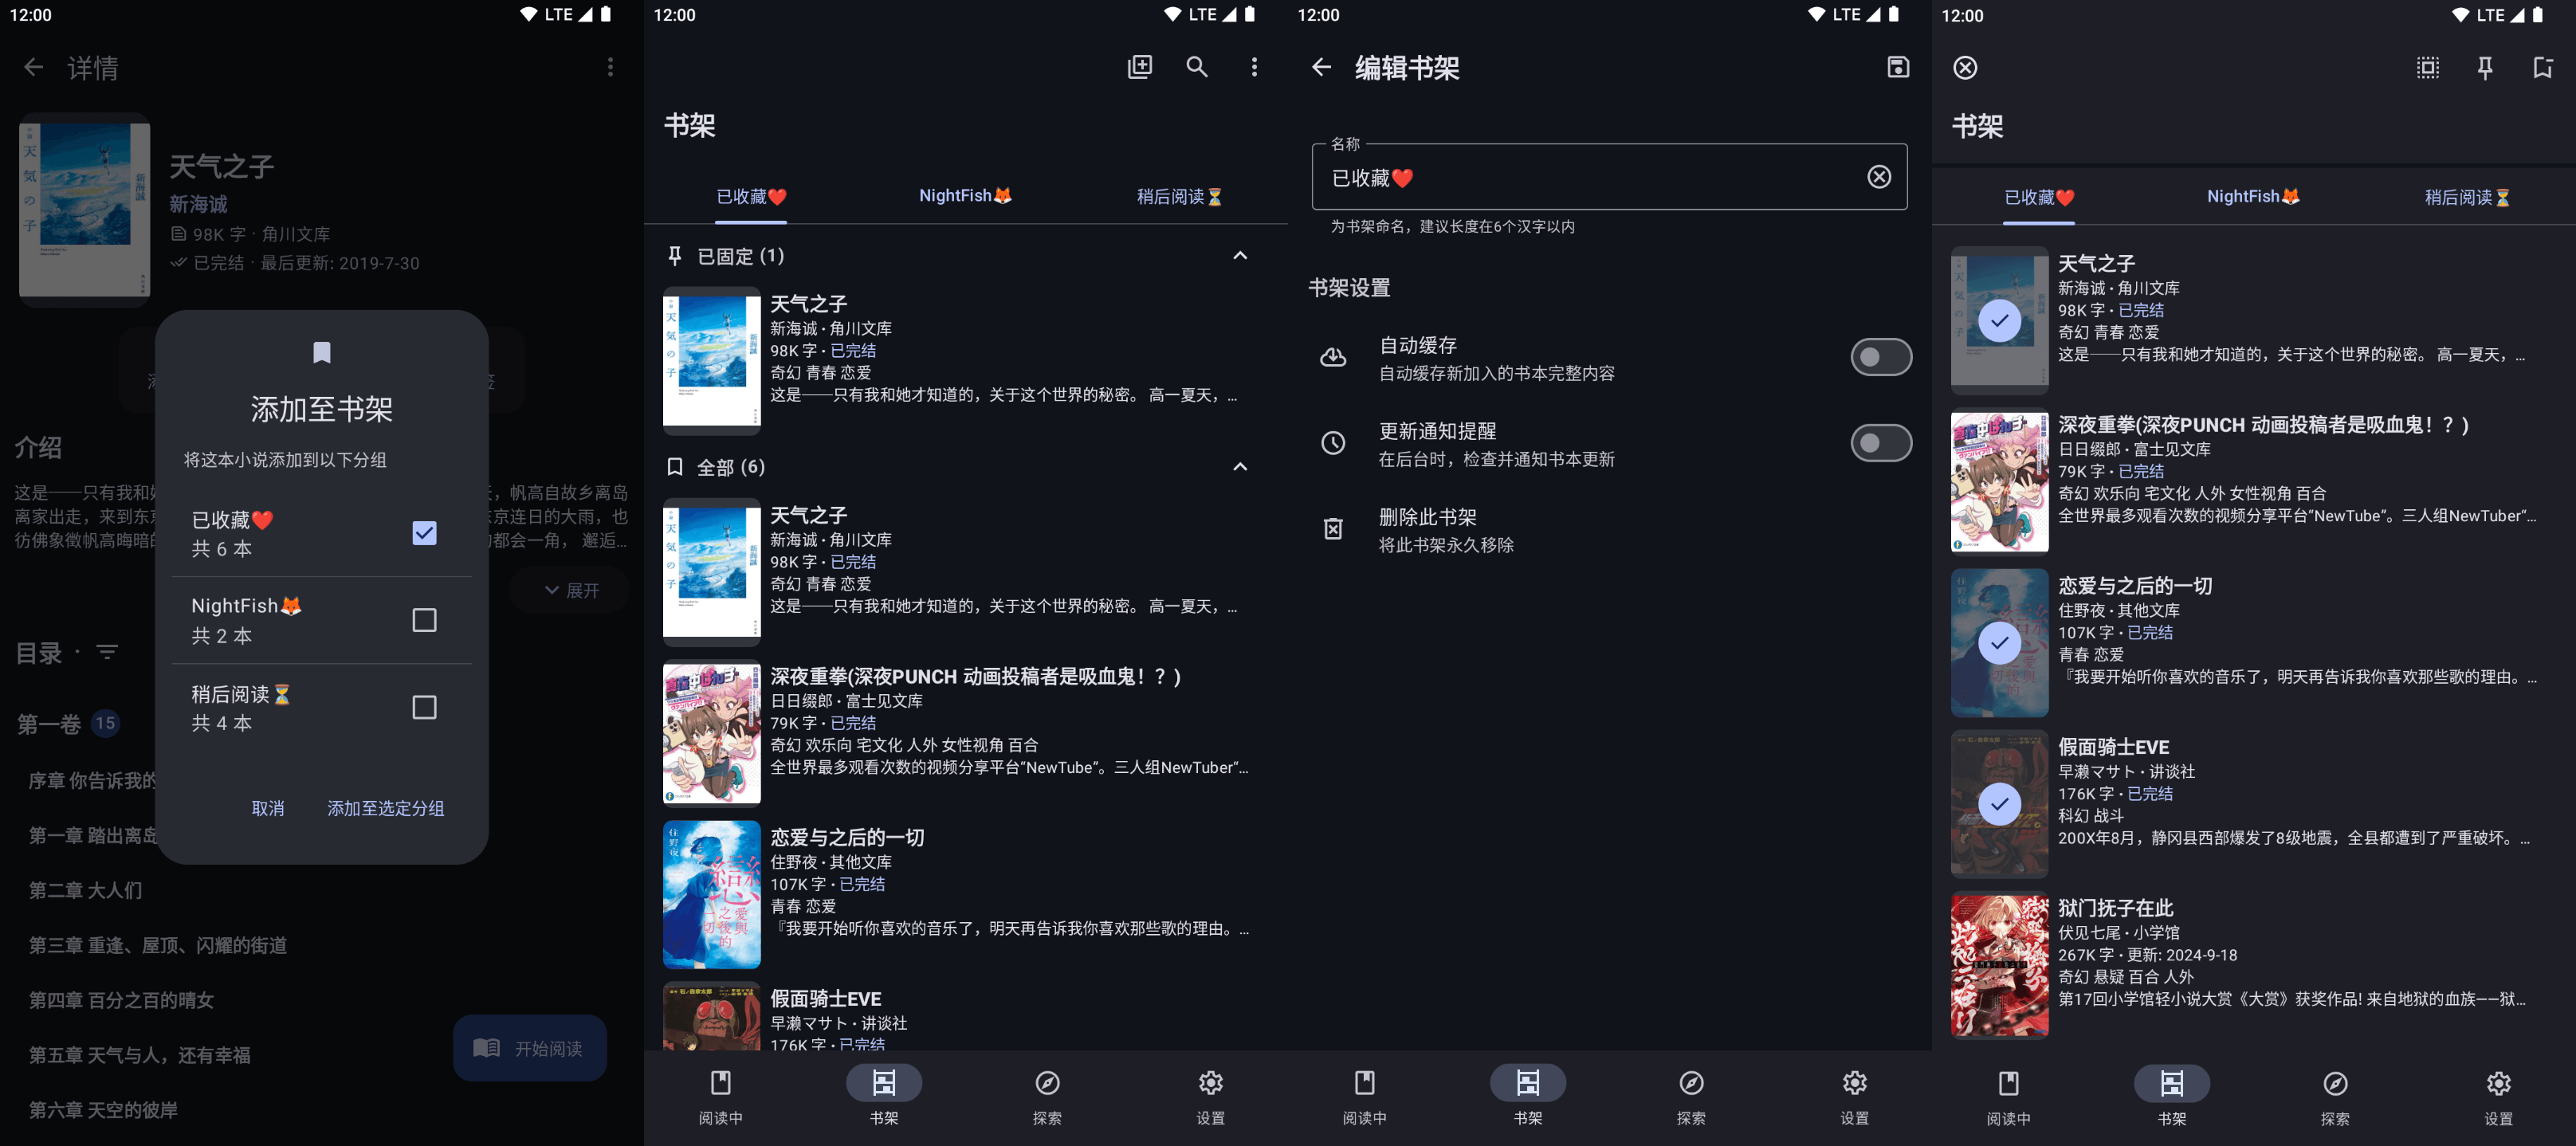 12:00
LTE
详情
天气之子
新海诚
98K 字 · 角川文库
已完结 · 最后更新: 2019-7-30
添加至书架
将这本小说添加到以下分组
已收藏❤️
共 6 本
NightFish🦊
共 2 本
稍后阅读⏳
共 4 本
取消
添加至选定分组
介绍
这是——只有我和
，帆高自故乡离岛
离家出走，来到东
京连日的大雨，也
彷佛象徵帆高晦暗的
都会一角， 邂逅...
展开
目录 ·
第一卷 15
序章 你告诉我的
第一章 踏出离岛
第二章 大人们
第三章 重逢、屋顶、闪耀的街道
第四章 百分之百的晴女
第五章 天气与人，还有幸福
第六章 天空的彼岸
开始阅读
12:00
LTE
书架
已收藏❤️
NightFish🦊
稍后阅读⏳
已固定 (1)
天气之子
新海诚 · 角川文库
98K 字 · 已完结
奇幻 青春 恋爱
这是——只有我和她才知道的，关于这个世界的秘密。 高一夏天，...
全部 (6)
天气之子
新海诚 · 角川文库
98K 字 · 已完结
奇幻 青春 恋爱
这是——只有我和她才知道的，关于这个世界的秘密。 高一夏天，...
深夜重拳(深夜PUNCH 动画投稿者是吸血鬼！？)
日日缀郎 · 富士见文库
79K 字 · 已完结
奇幻 欢乐向 宅文化 人外 女性视角 百合
全世界最多观看次数的视频分享平台“NewTube”。三人组NewTuber“...
恋爱与之后的一切
住野夜 · 其他文库
107K 字 · 已完结
青春 恋爱
『我要开始听你喜欢的音乐了，明天再告诉我你喜欢那些歌的理由。...
假面骑士EVE
早濑マサト · 讲谈社
176K 字 · 已完结
阅读中
书架
探索
设置
12:00
LTE
编辑书架
名称
已收藏❤️
为书架命名，建议长度在6个汉字以内
书架设置
自动缓存
自动缓存新加入的书本完整内容
更新通知提醒
在后台时，检查并通知书本更新
删除此书架
将此书架永久移除
阅读中
书架
探索
设置
12:00
LTE
书架
已收藏❤️
NightFish🦊
稍后阅读⏳
天气之子
新海诚 · 角川文库
98K 字 · 已完结
奇幻 青春 恋爱
这是——只有我和她才知道的，关于这个世界的秘密。 高一夏天，...
深夜重拳(深夜PUNCH 动画投稿者是吸血鬼！？)
日日缀郎 · 富士见文库
79K 字 · 已完结
奇幻 欢乐向 宅文化 人外 女性视角 百合
全世界最多观看次数的视频分享平台“NewTube”。三人组NewTuber“...
恋爱与之后的一切
住野夜 · 其他文库
107K 字 · 已完结
青春 恋爱
『我要开始听你喜欢的音乐了，明天再告诉我你喜欢那些歌的理由。...
假面骑士EVE
早濑マサト · 讲谈社
176K 字 · 已完结
科幻 战斗
200X年8月，静冈县西部爆发了8级地震，全县都遭到了严重破坏。...
狱门抚子在此
伏见七尾 · 小学馆
267K 字 · 更新: 2024-9-18
奇幻 悬疑 百合 人外
第17回小学馆轻小说大赏《大赏》获奖作品! 来自地狱的血族——狱...
阅读中
书架
探索
设置